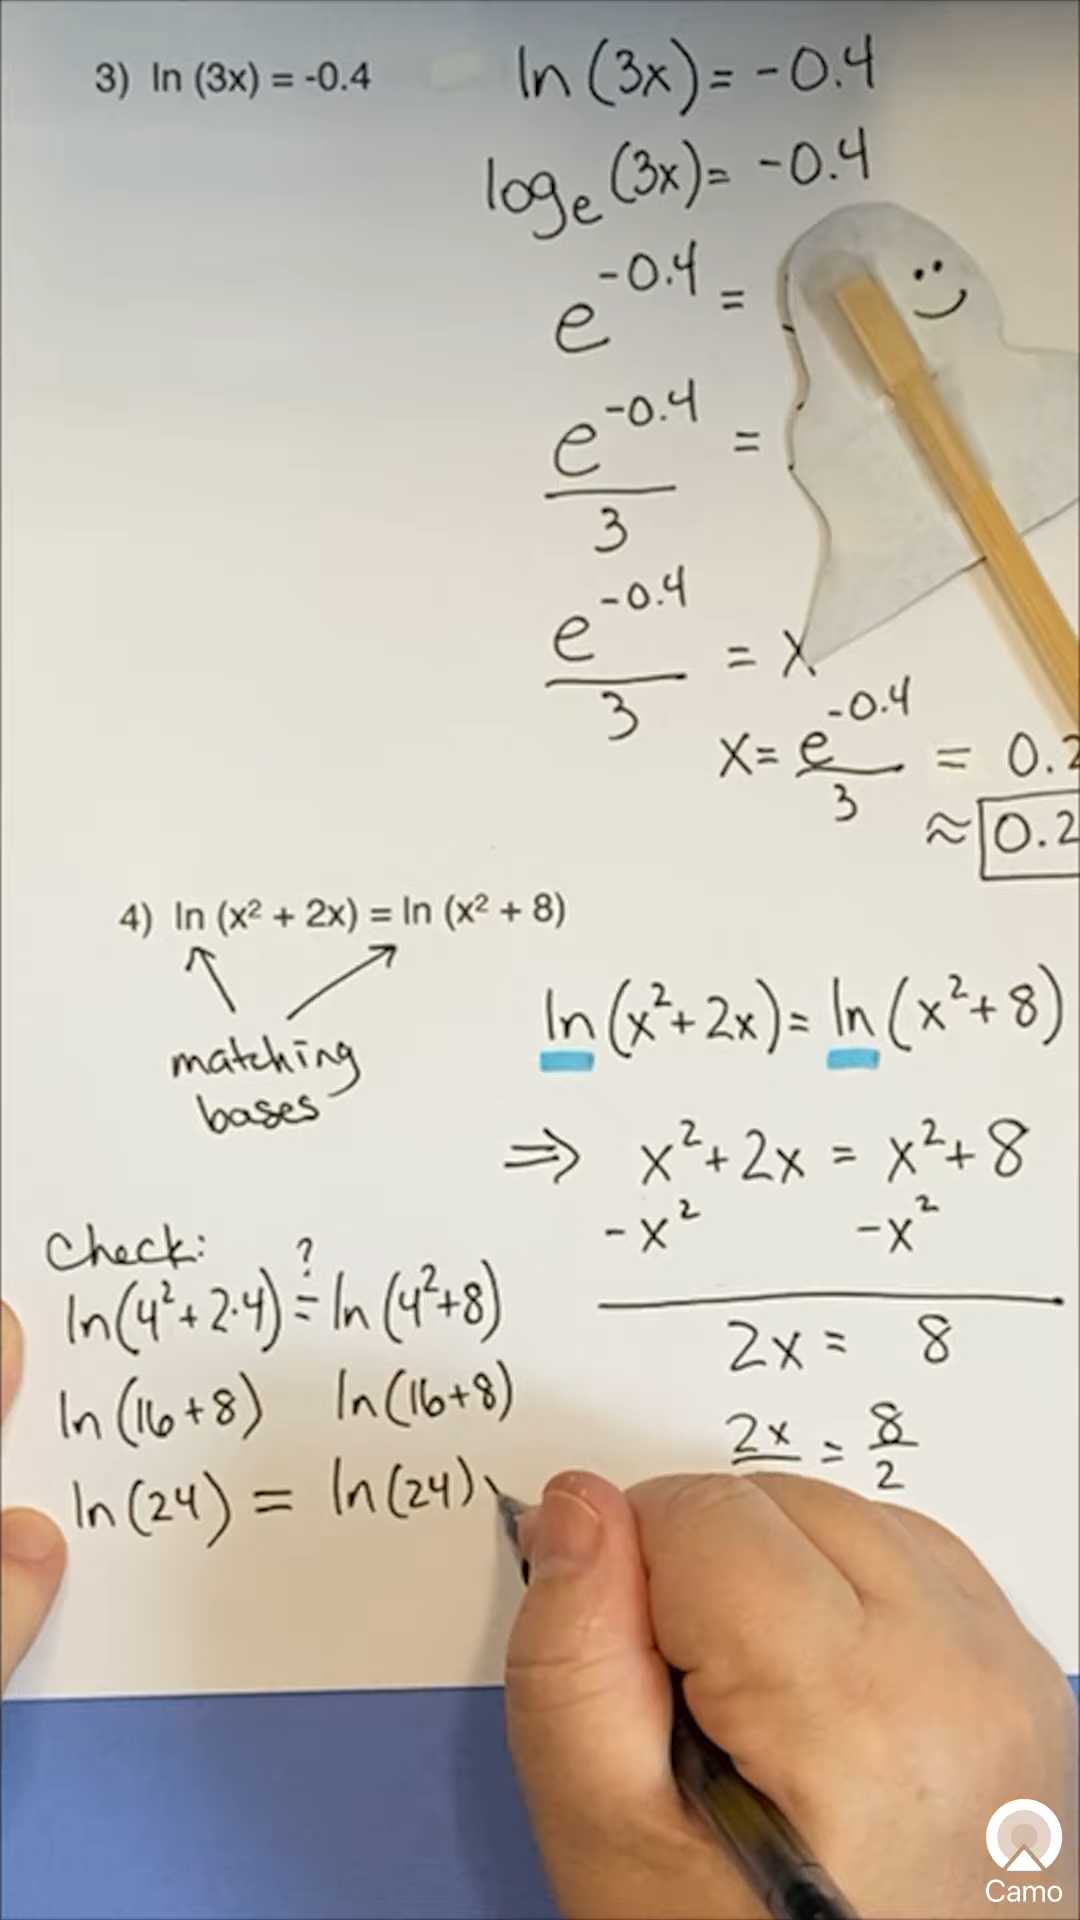 3) ln (3x) = -0.4
ln (3x) = -0.4
logₑ (3x) = -0.4
e^-0.4 =
e^-0.4 / 3 =
e^-0.4 / 3 = x
x = e^-0.4 / 3 = 0.2
≈ 0.2
4) ln (x² + 2x) = ln (x² + 8)
matching
bases
ln (x² + 2x) = ln (x² + 8)
⇒ x² + 2x = x² + 8
-x² -x²
2x = 8
2x = 8/2
Check:
ln(4² + 2·4) ≟ ln(4² + 8)
ln(16 + 8) ln(16 + 8)
ln(24) = ln(24)
Camo